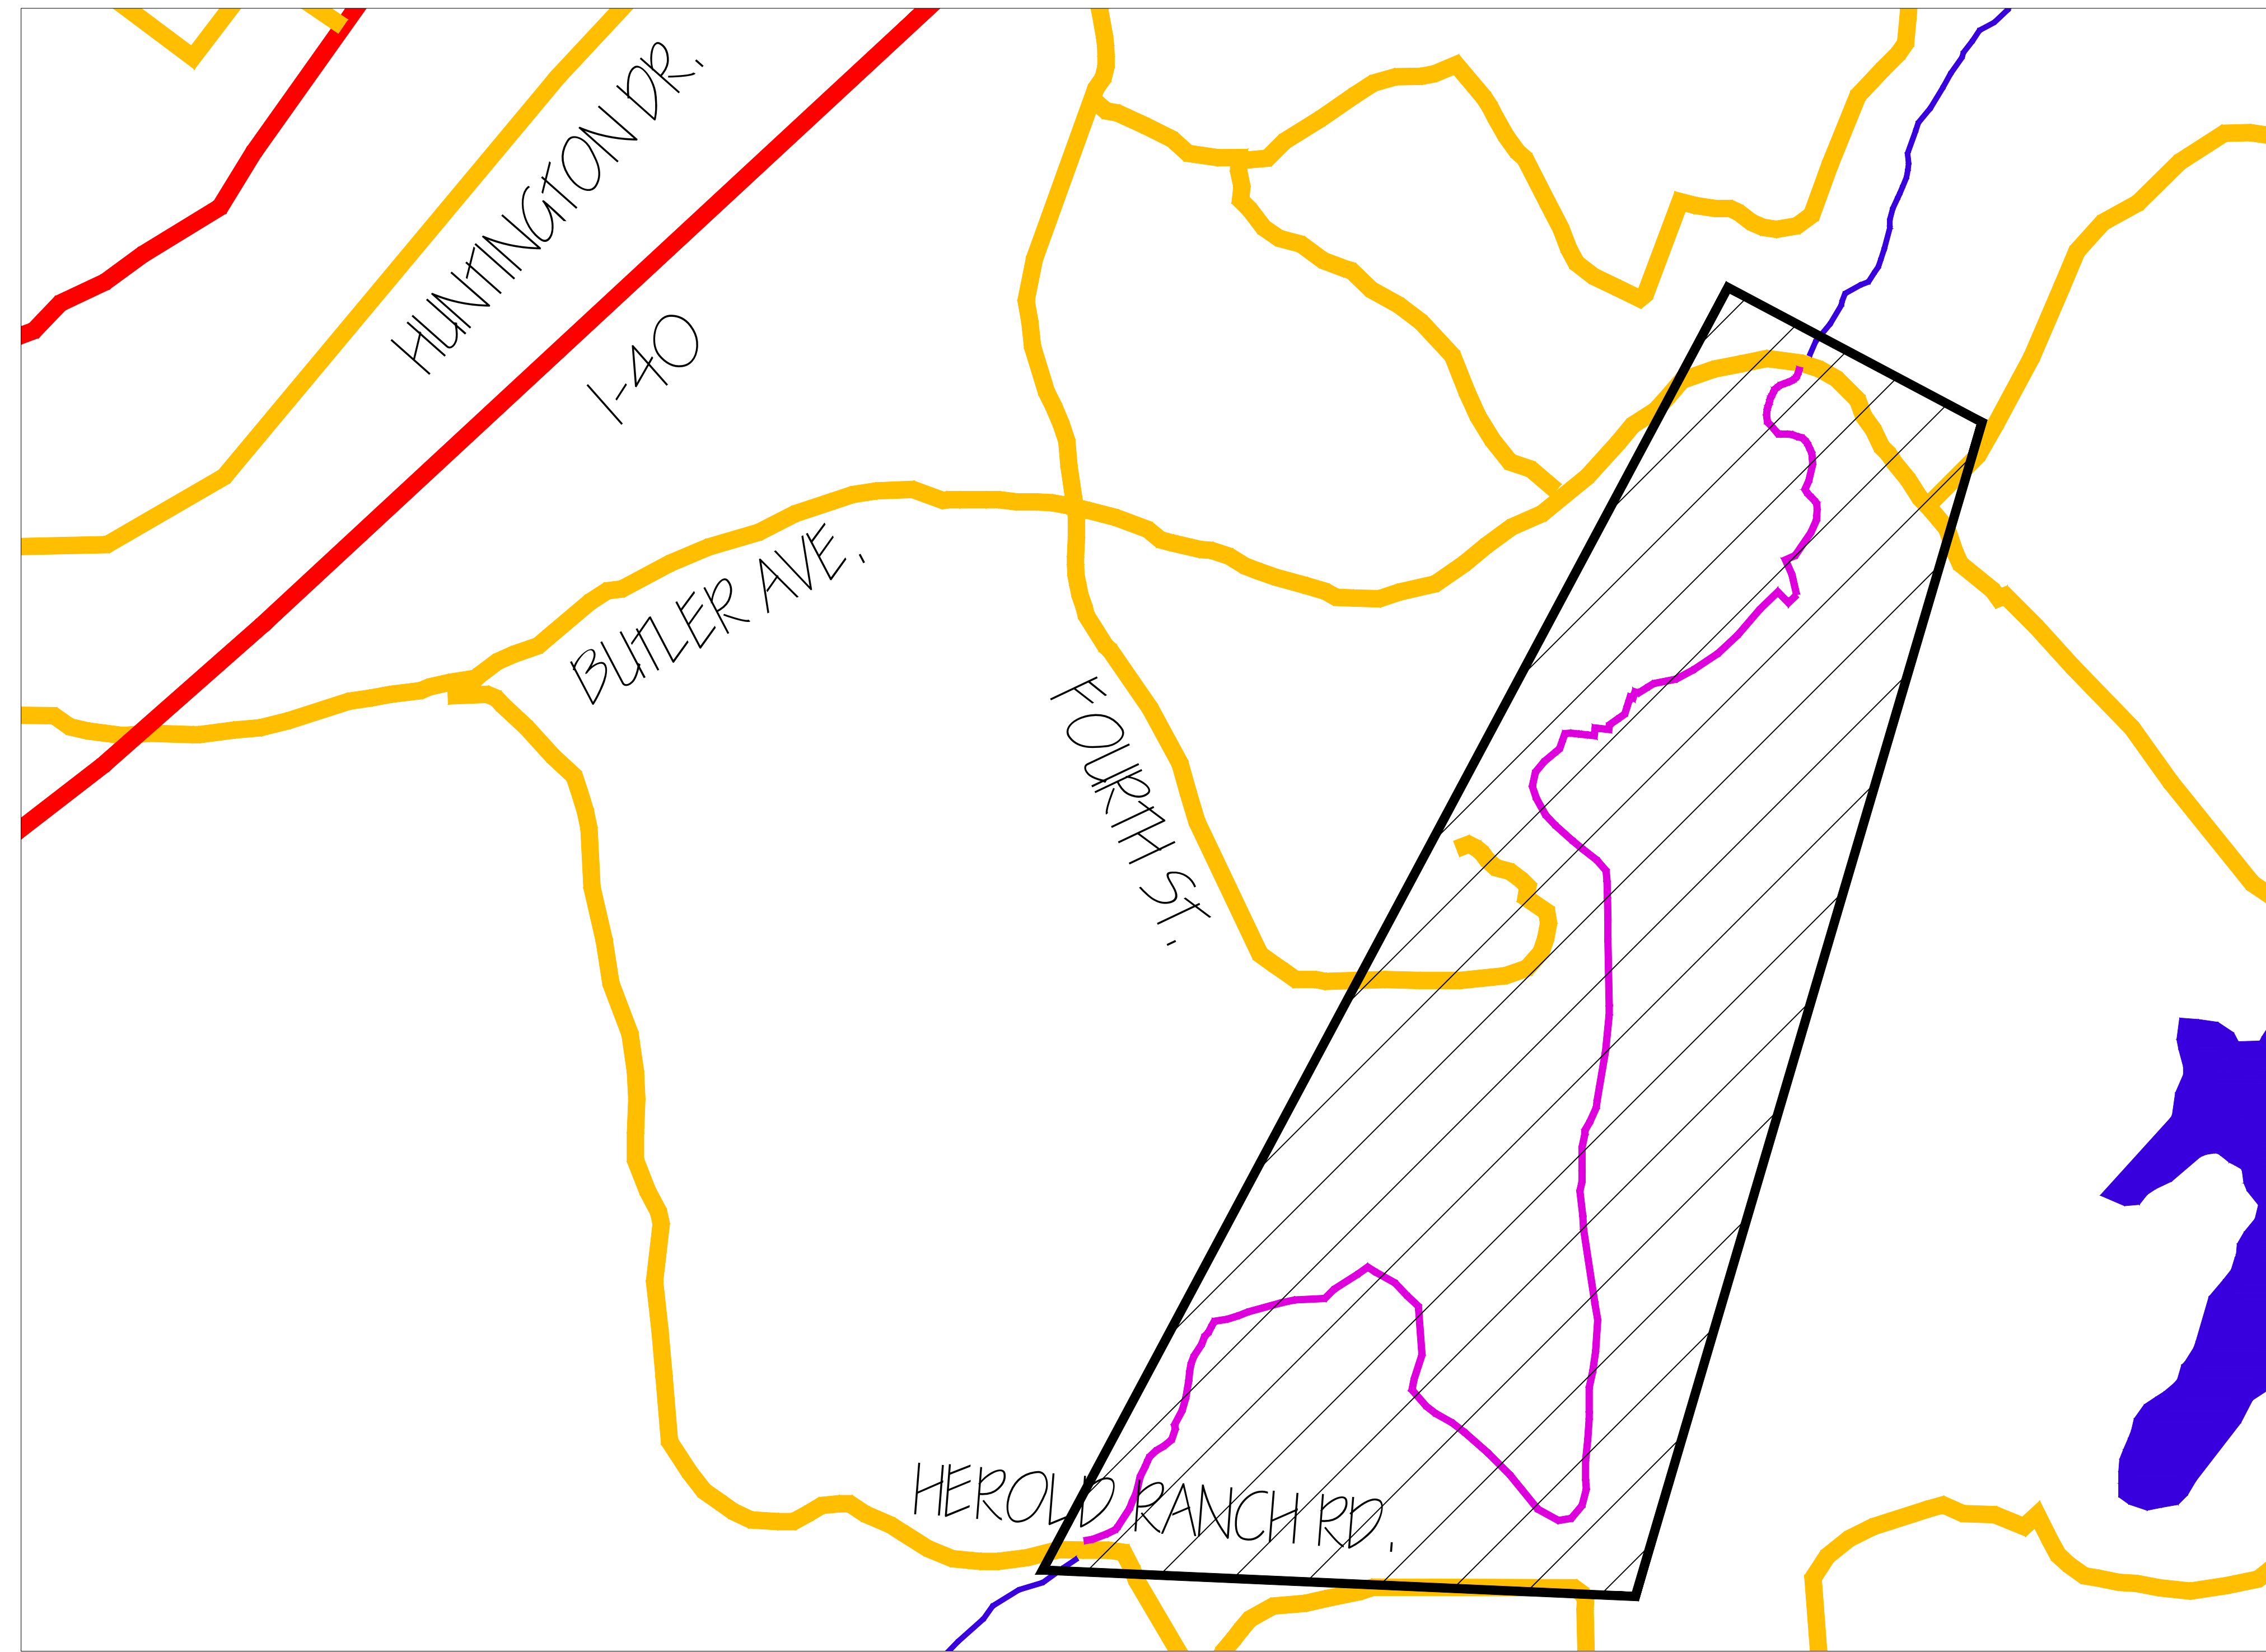 HUNTINGTON DR.
I-40
BUTLER AVE.
FOURTH ST.
HEROLD RANCH RD.